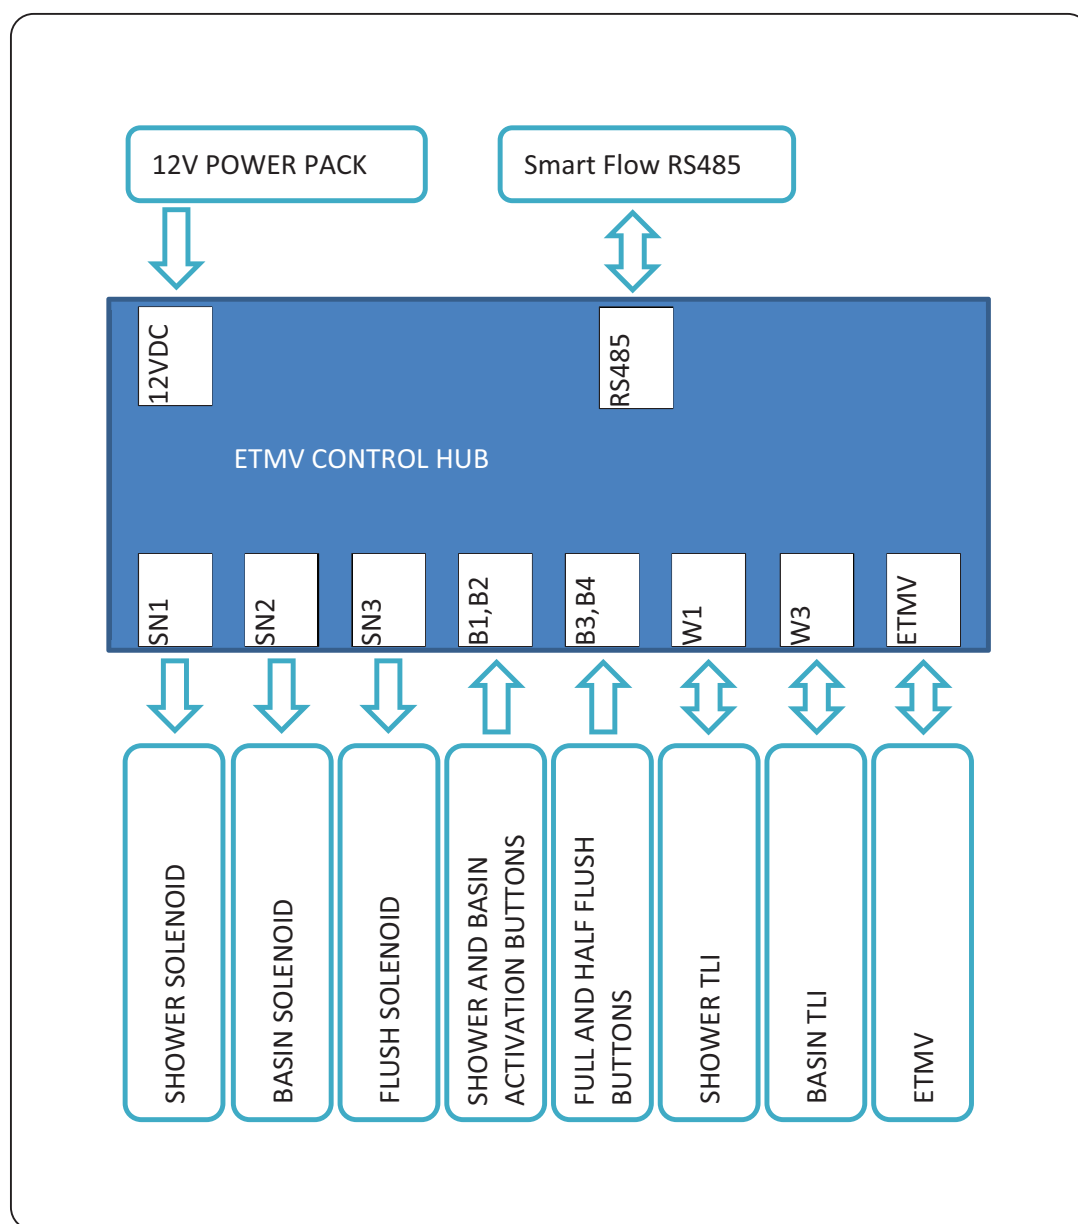 12V POWER PACK
Smart Flow RS485
12VDC
RS485
ETMV CONTROL HUB
SN1
SN2
SN3
B1,B2
B3,B4
W1
W3
ETMV
SHOWER SOLENOID
BASIN SOLENOID
FLUSH SOLENOID
SHOWER AND BASIN
ACTIVATION BUTTONS
FULL AND HALF FLUSH
BUTTONS
SHOWER TLI
BASIN TLI
ETMV